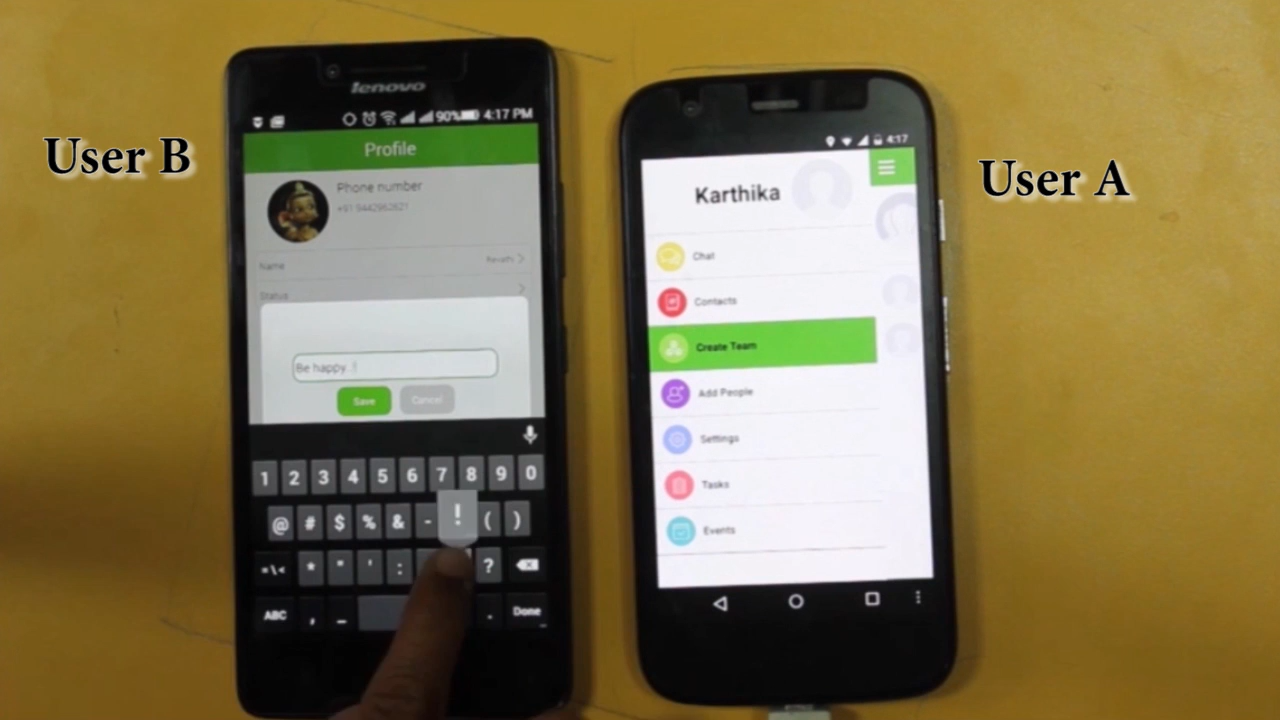 User B
lenovo
90% 4:17 PM
Profile
Phone number
Name
Status
Be happy..!
Save Cancel
1 2 3 4 5 6 7 8 9 0
@ # $ % & - ! ( )
=\< * " ' : ?
ABC , _ . Done
User A
4:17
Karthika
Chat
Contacts
Create Team
Add People
Settings
Tasks
Events